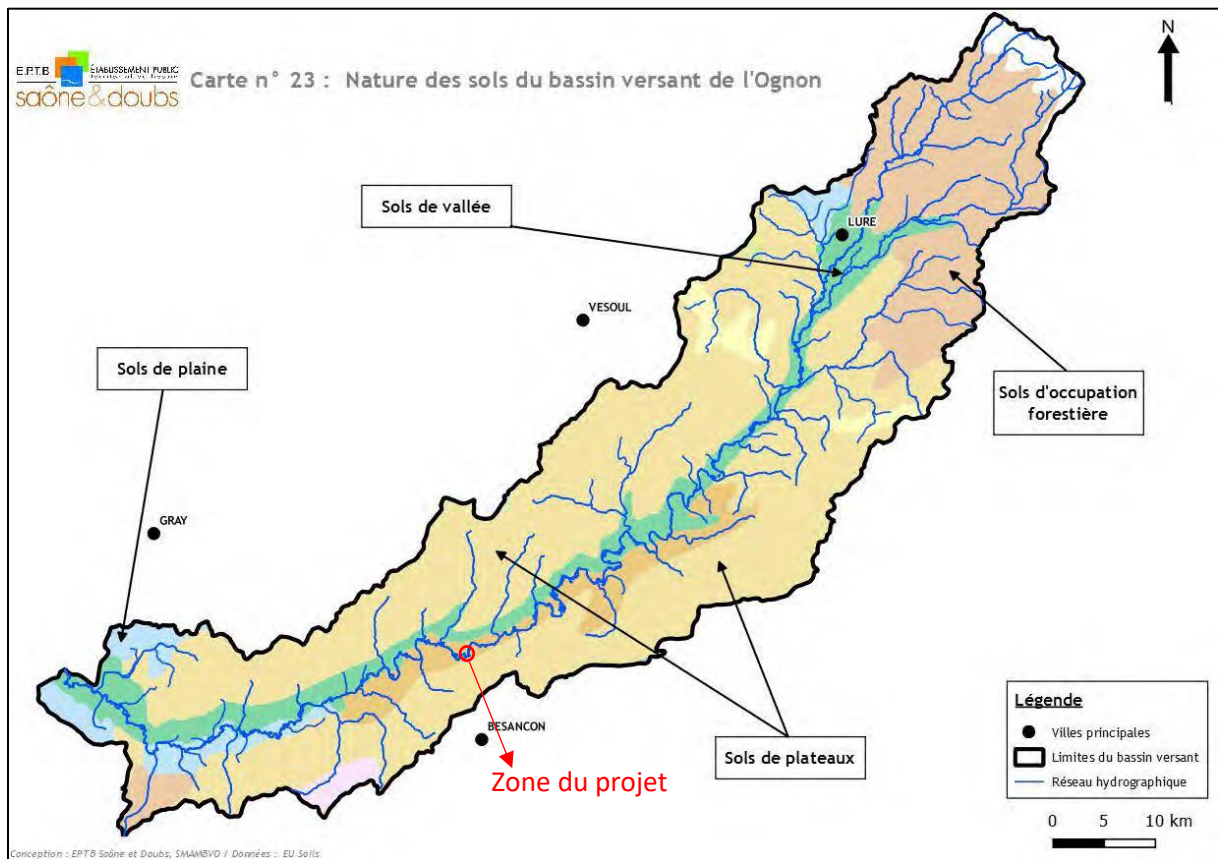 E.P.T.B
ÉTABLISSEMENT PUBLIC
saône & doubs
Carte n° 23 : Nature des sols du bassin versant de l'Ognon
N
Sols de vallée
LURE
VESOUL
Sols de plaine
Sols d'occupation
forestière
GRAY
BESANCON
Sols de plateaux
Zone du projet
Légende
Villes principales
Limites du bassin versant
Réseau hydrographique
0 5 10 km
Conception : EPTB Saône et Doubs, SMAMBVO / Données : EU Soils